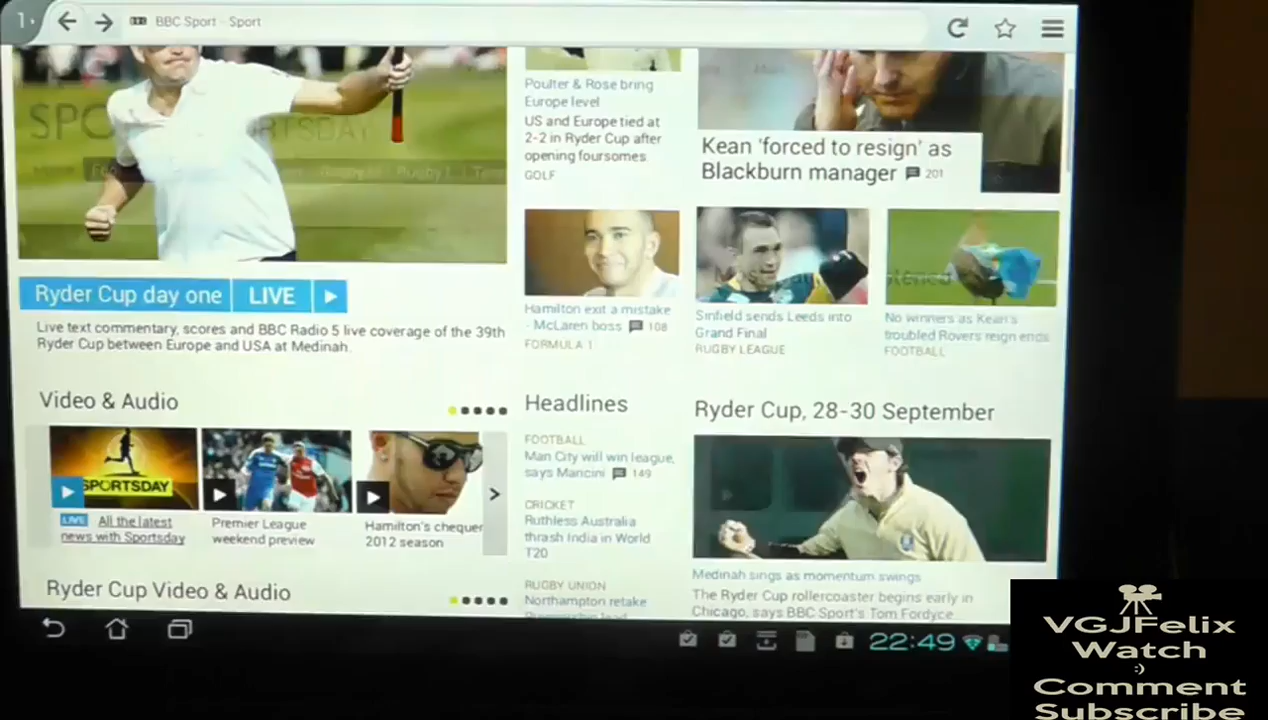 1
BBC Sport - Sport
Poulter & Rose bring
Europe level
US and Europe tied at
2-2 in Ryder Cup after
opening foursomes
GOLF
Kean 'forced to resign' as
Blackburn manager 201
Ryder Cup day one LIVE
Live text commentary, scores and BBC Radio 5 live coverage of the 39th
Ryder Cup between Europe and USA at Medinah.
Hamilton exit a mistake
- McLaren boss 108
FORMULA 1
Sinfield sends Leeds into
Grand Final
RUGBY LEAGUE
No winners as Kean's
troubled Rovers reign ends
FOOTBALL
Video & Audio
SPORTSDAY
LIVE All the latest
news with Sportsday
Premier League
weekend preview
Hamilton's chequer
2012 season
Ryder Cup Video & Audio
Headlines
FOOTBALL
Man City will win league,
says Mancini 149
CRICKET
Ruthless Australia
thrash India in World
T20
RUGBY UNION
Northampton retake
Ryder Cup, 28-30 September
Medinah sings as momentum swings
The Ryder Cup rollercoaster begins early in
Chicago, says BBC Sport's Tom Fordyce
22:49
VGJFelix
Watch
:)
Comment
Subscribe